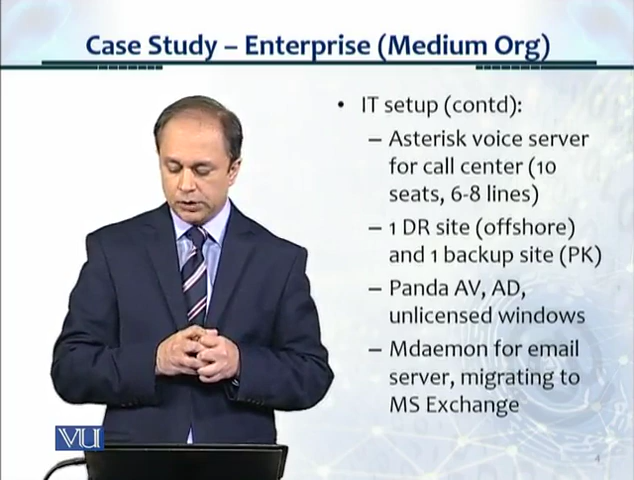 Case Study – Enterprise (Medium Org)
• IT setup (contd):
– Asterisk voice server
for call center (10
seats, 6-8 lines)
– 1 DR site (offshore)
and 1 backup site (PK)
– Panda AV, AD,
unlicensed windows
– Mdaemon for email
server, migrating to
MS Exchange
VU
4